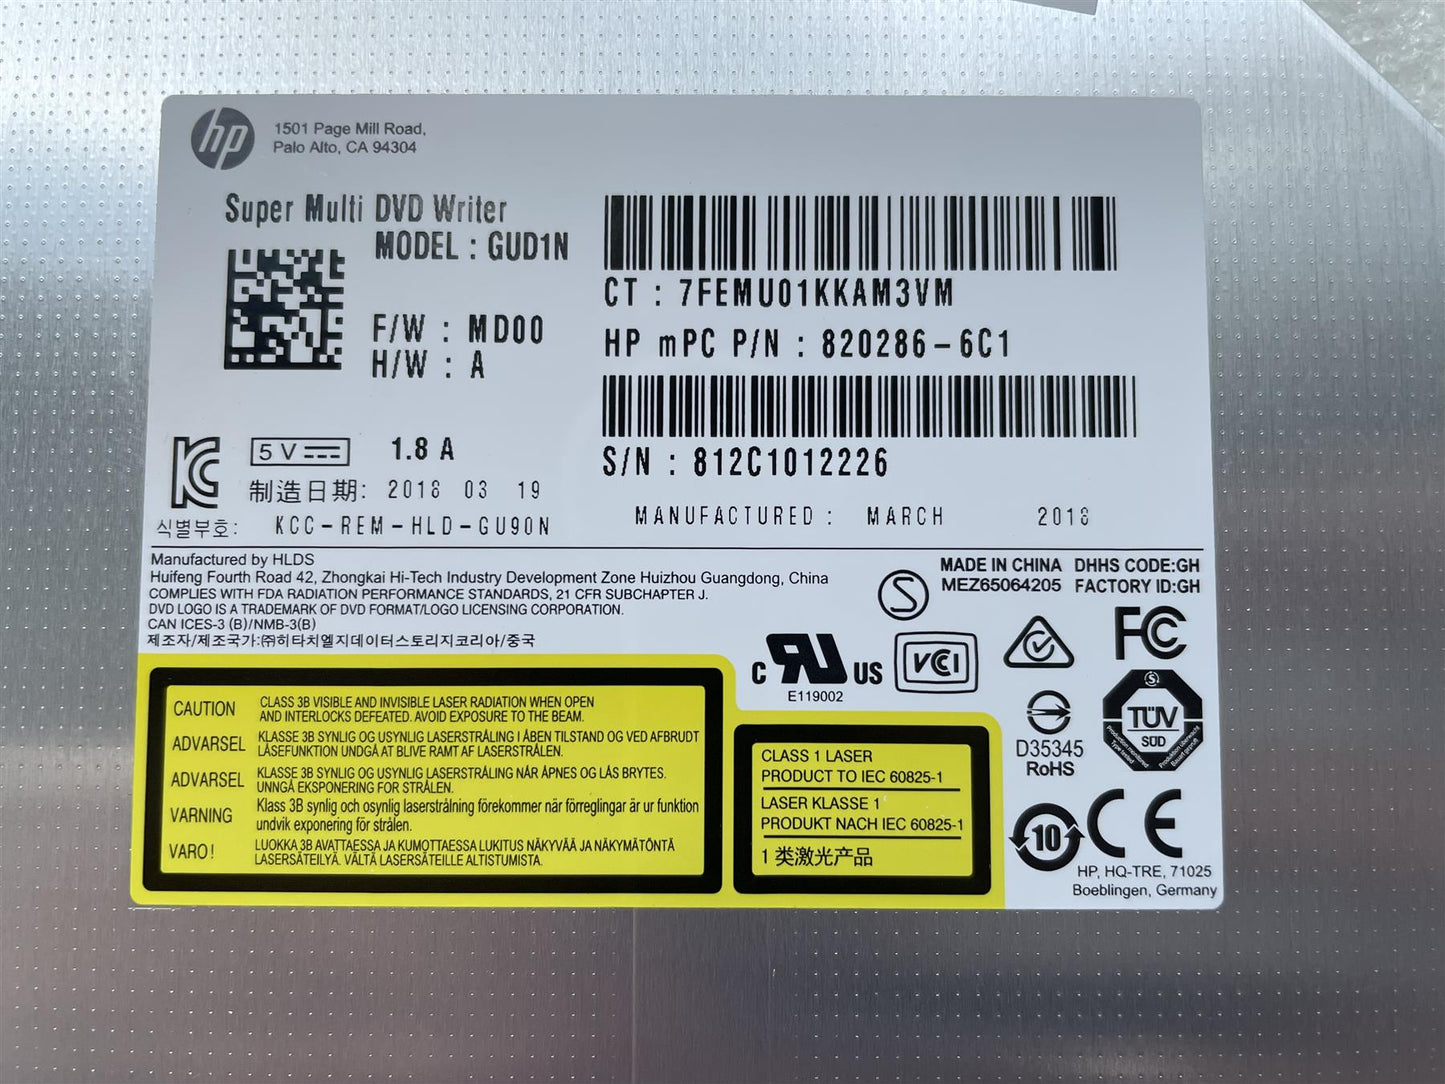 hp
1501 Page Mill Road,
Palo Alto, CA 94304
Super Multi DVD Writer
MODEL : GUD1N
F/W : MD00
H/W : A
CT : 7FEMU01KKAM3VM
HP mPC P/N : 820286-6C1
S/N : 812C1012226
5 V 1.8 A
制造日期: 2018 03 19
식별부호: KCC-REM-HLD-GU90N
MANUFACTURED : MARCH 2018
Manufactured by HLDS
Huifeng Fourth Road 42, Zhongkai Hi-Tech Industry Development Zone Huizhou Guangdong, China
COMPLIES WITH FDA RADIATION PERFORMANCE STANDARDS, 21 CFR SUBCHAPTER J.
DVD LOGO IS A TRADEMARK OF DVD FORMAT/LOGO LICENSING CORPORATION.
CAN ICES-3 (B)/NMB-3(B)
제조자/제조국가:㈜히타치엘지데이터스토리지코리아/중국
MADE IN CHINA DHHS CODE:GH
MEZ65064205 FACTORY ID:GH
S
c RU US
E119002
VCI
FC
D35345
RoHS
TÜV
SÜD
10
CE
HP, HQ-TRE, 71025
Boeblingen, Germany
CAUTION CLASS 3B VISIBLE AND INVISIBLE LASER RADIATION WHEN OPEN
AND INTERLOCKS DEFEATED. AVOID EXPOSURE TO THE BEAM.
ADVARSEL KLASSE 3B SYNLIG OG USYNLIG LASERSTRÅLING I ÅBEN TILSTAND OG VED AFBRUDT
LÅSEFUNKTION UNDGÅ AT BLIVE RAMT AF LASERSTRÅLEN.
ADVARSEL KLASSE 3B SYNLIG OG USYNLIG LASERSTRÅLING NÅR ÅPNES OG LÅS BRYTES.
UNNGÅ EKSPONERING FOR STRÅLEN.
VARNING Klass 3B synlig och osynlig laserstrålning förekommer när förreglingar är ur funktion
undvik exponering för strålen.
VARO! LUOKKA 3B AVATTAESSA JA KUMOTTAESSA LUKITUS NÄKYVÄÄ JA NÄKYMÄTÖNTÄ
LASERSÄTEILYÄ. VÄLTÄ LASERSÄTEILLE ALTISTUMISTA.
CLASS 1 LASER
PRODUCT TO IEC 60825-1
LASER KLASSE 1
PRODUKT NACH IEC 60825-1
1 类激光产品